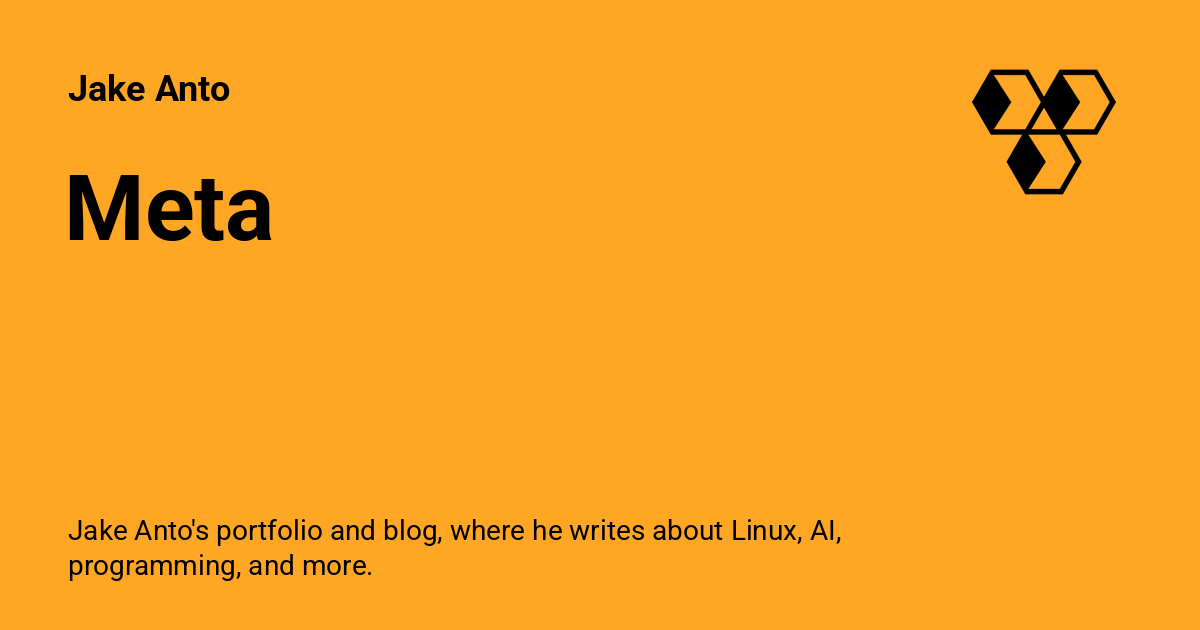 Jake Anto
Meta
Jake Anto's portfolio and blog, where he writes about Linux, AI,
programming, and more.